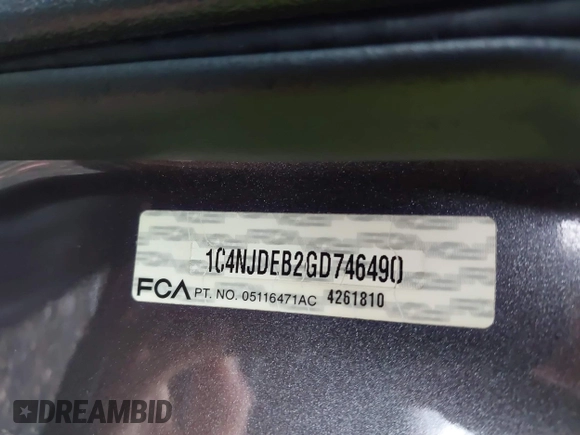 1C4NJDEB2GD746490
FCA PT. NO. 05116471AC 4261810
DREAMBID